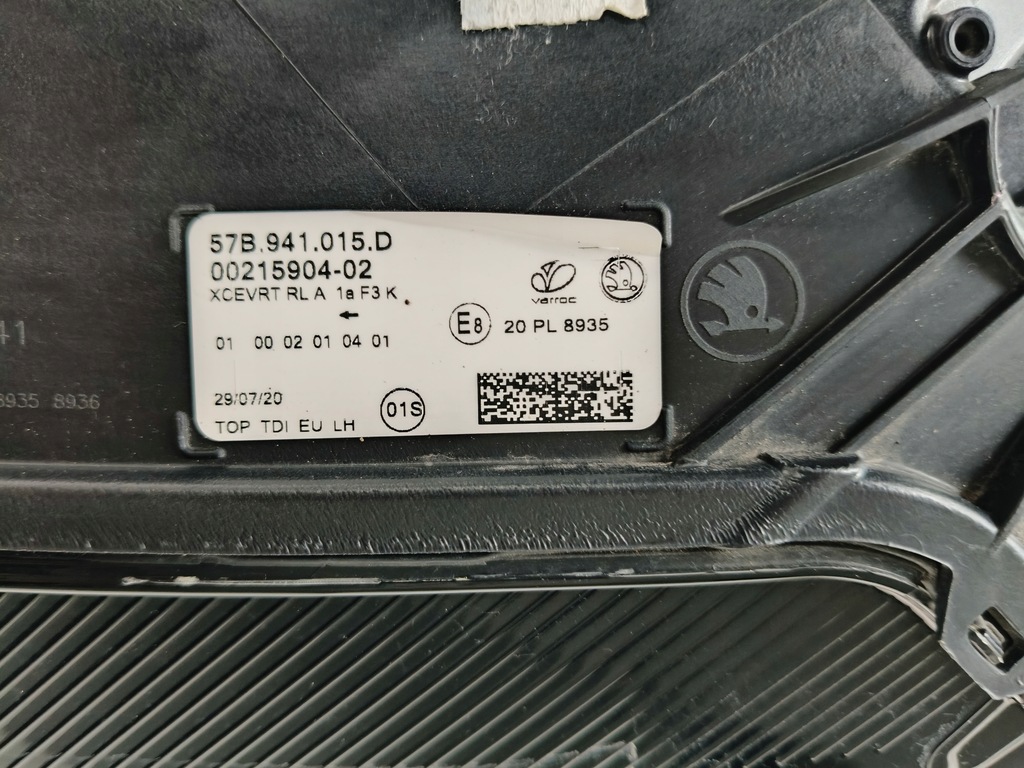 57B.941.015.D
00215904-02
XCEVRT RL A 1a F3 K
←
varroc
E8 20 PL 8935
01 00 02 01 04 01
29/07/20
01S
TOP TDI EU LH
41
8935 8936